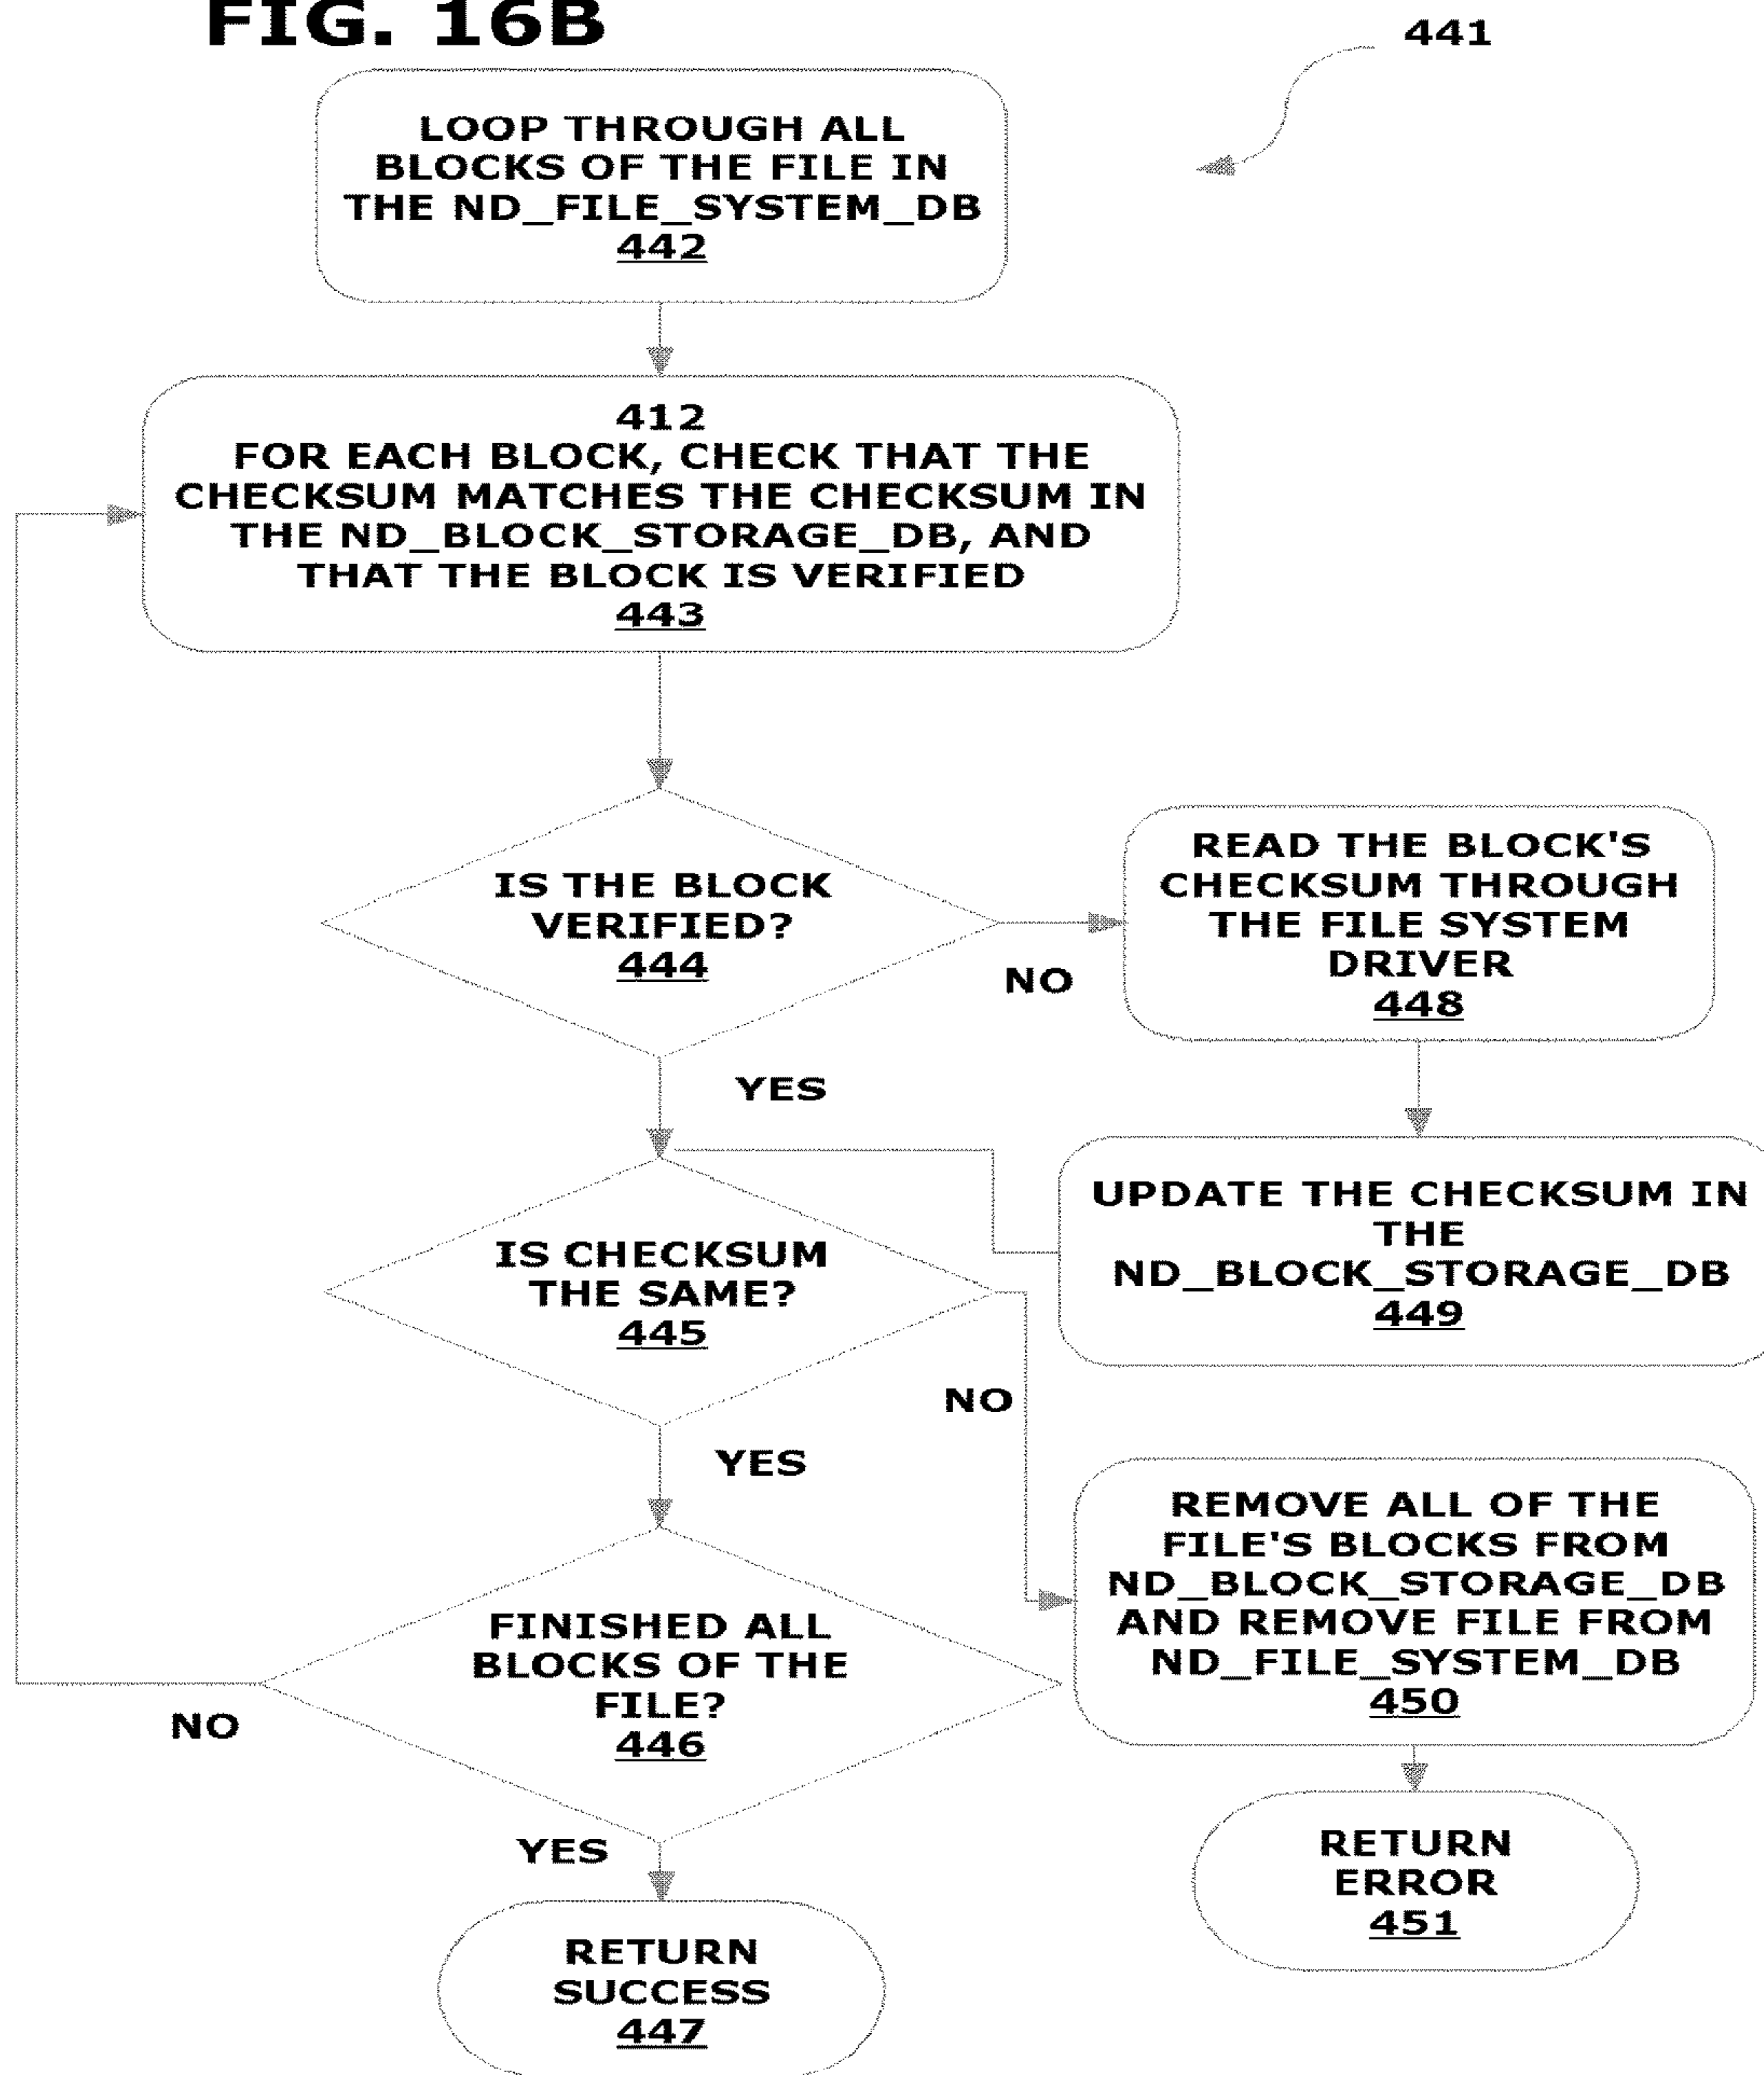 FIG. 16B
441
LOOP THROUGH ALL
BLOCKS OF THE FILE IN
THE ND_FILE_SYSTEM_DB
442
412
FOR EACH BLOCK, CHECK THAT THE
CHECKSUM MATCHES THE CHECKSUM IN
THE ND_BLOCK_STORAGE_DB, AND
THAT THE BLOCK IS VERIFIED
443
IS THE BLOCK
VERIFIED?
444
NO
READ THE BLOCK'S
CHECKSUM THROUGH
THE FILE SYSTEM
DRIVER
448
YES
UPDATE THE CHECKSUM IN
THE
ND_BLOCK_STORAGE_DB
449
IS CHECKSUM
THE SAME?
445
NO
YES
REMOVE ALL OF THE
FILE'S BLOCKS FROM
ND_BLOCK_STORAGE_DB
AND REMOVE FILE FROM
ND_FILE_SYSTEM_DB
450
FINISHED ALL
BLOCKS OF THE
FILE?
446
NO
YES
RETURN
ERROR
451
RETURN
SUCCESS
447